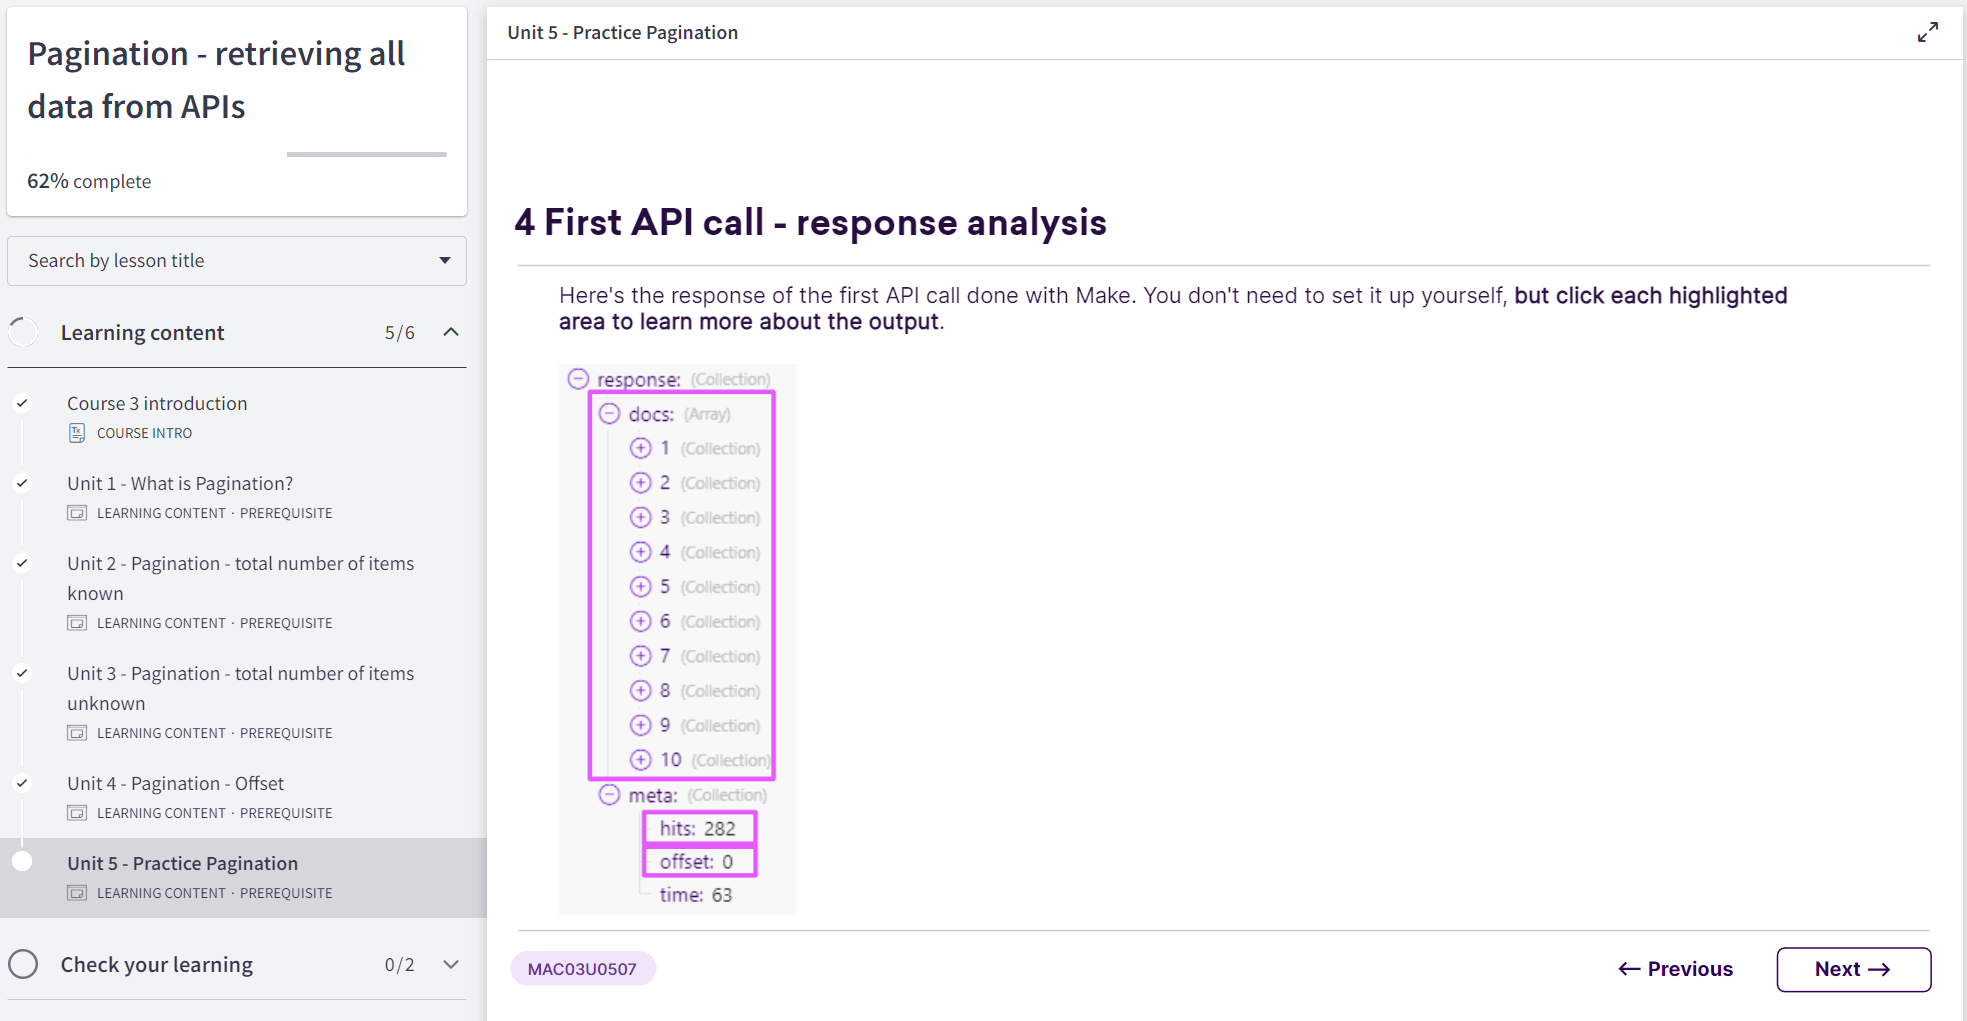 Pagination - retrieving all
data from APIs
62% complete
Search by lesson title
Learning content 5/6
Course 3 introduction
COURSE INTRO
Unit 1 - What is Pagination?
LEARNING CONTENT · PREREQUISITE
Unit 2 - Pagination - total number of items
known
LEARNING CONTENT · PREREQUISITE
Unit 3 - Pagination - total number of items
unknown
LEARNING CONTENT · PREREQUISITE
Unit 4 - Pagination - Offset
LEARNING CONTENT · PREREQUISITE
Unit 5 - Practice Pagination
LEARNING CONTENT · PREREQUISITE
Check your learning 0/2
Unit 5 - Practice Pagination
4 First API call - response analysis
Here's the response of the first API call done with Make. You don't need to set it up yourself, but click each highlighted
area to learn more about the output.
response: (Collection)
docs: (Array)
1 (Collection)
2 (Collection)
3 (Collection)
4 (Collection)
5 (Collection)
6 (Collection)
7 (Collection)
8 (Collection)
9 (Collection)
10 (Collection)
meta: (Collection)
hits: 282
offset: 0
time: 63
MAC03U0507
← Previous
Next →